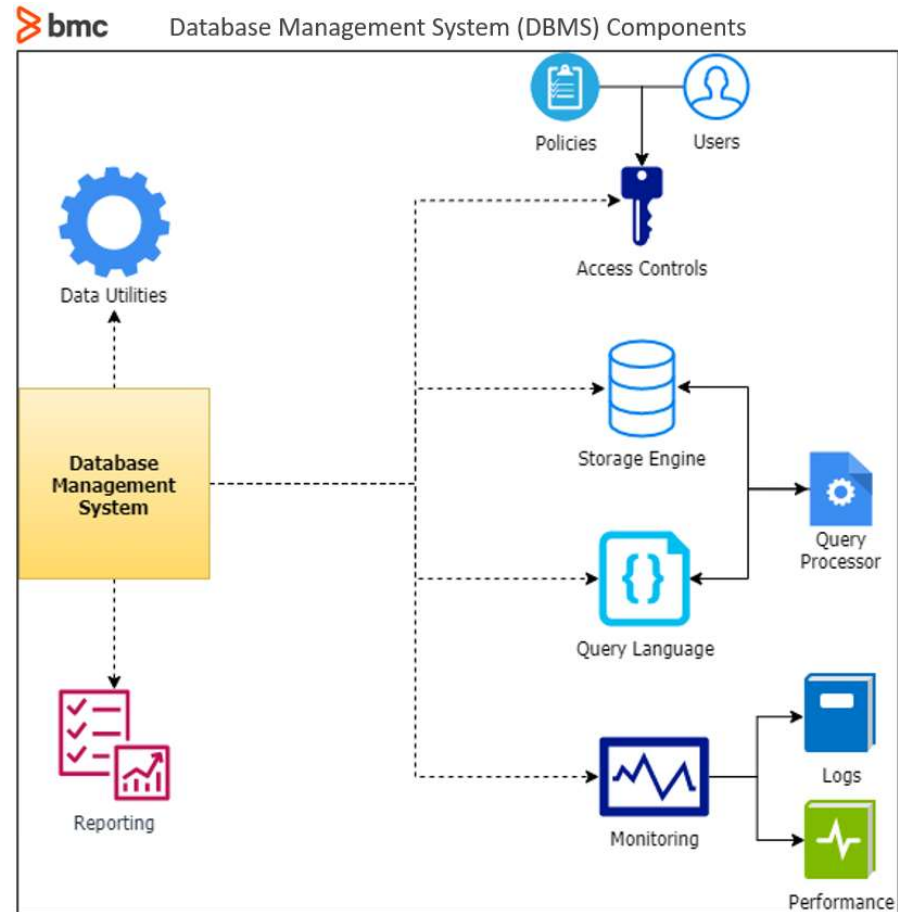 bmc
Database Management System (DBMS) Components
Policies
Users
Access Controls
Data Utilities
Storage Engine
Database
Management
System
Query
Processor
Query Language
Reporting
Logs
Monitoring
Performance